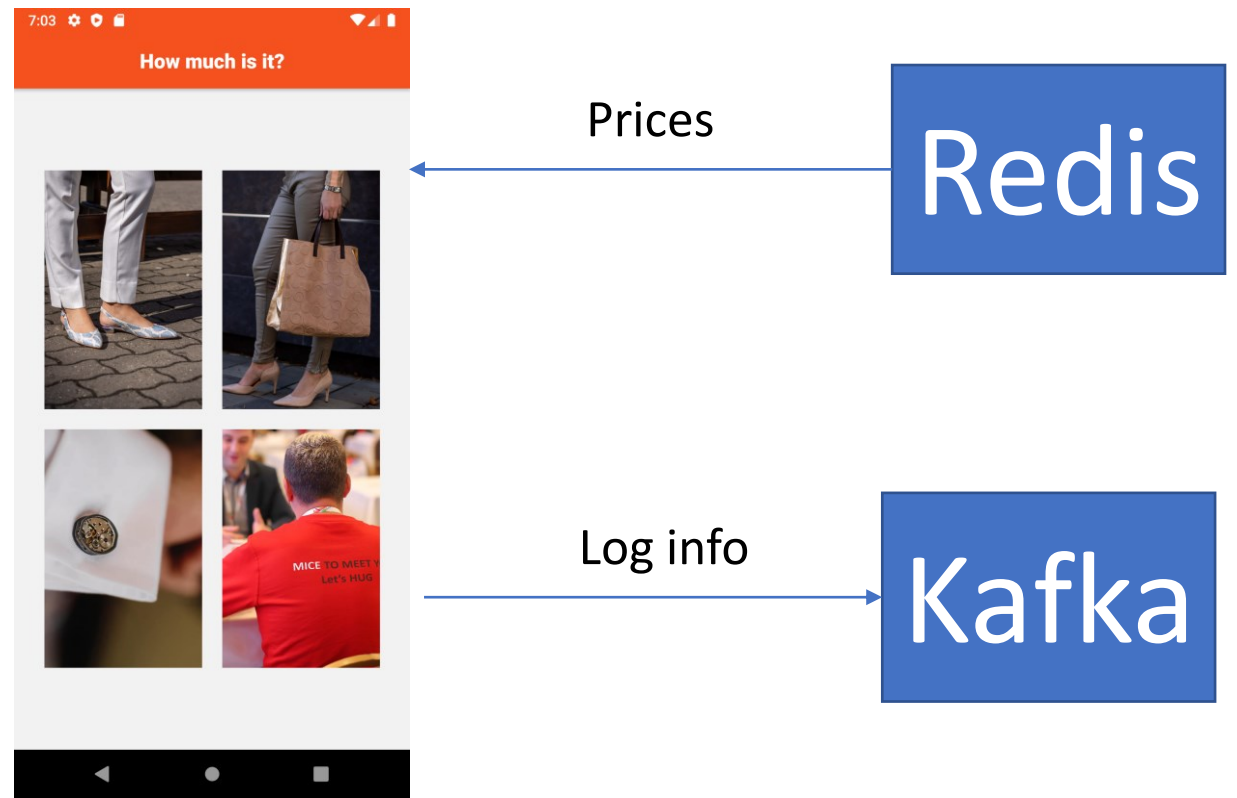 7:03
How much is it?
Prices
Redis
MICE TO MEET Y
Let's HUG
Log info
Kafka